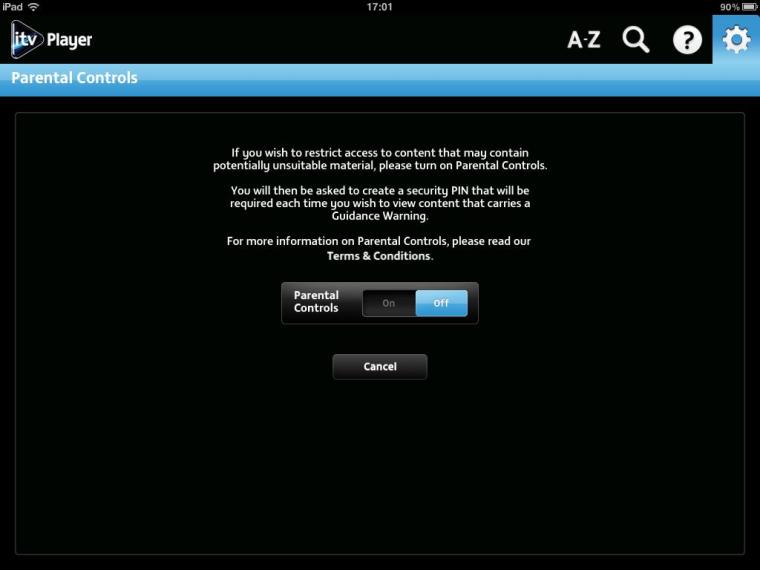 iPad 17:01 90%
itv Player A-Z ?
Parental Controls
If you wish to restrict access to content that may contain
potentially unsuitable material, please turn on Parental Controls.
You will then be asked to create a security PIN that will be
required each time you wish to view content that carries a
Guidance Warning.
For more information on Parental Controls, please read our
Terms & Conditions.
Parental
Controls
On Off
Cancel